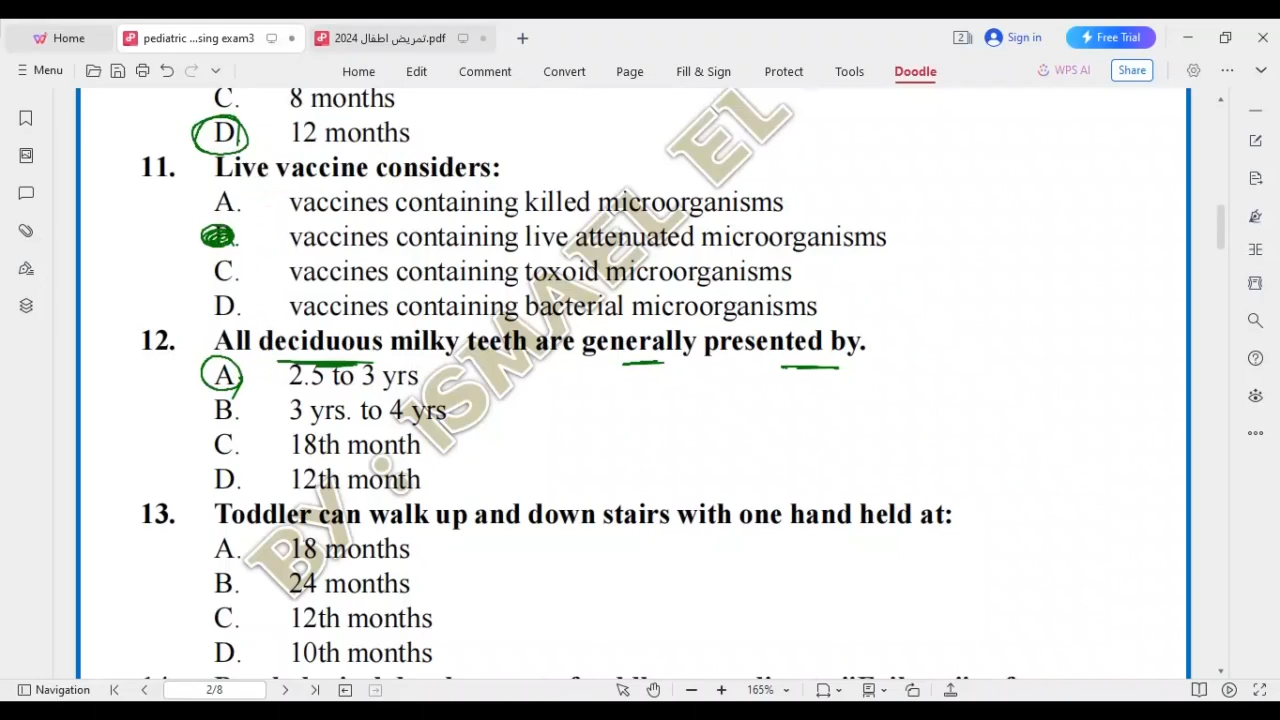 Home
pediatric ...sing exam3
تمريض اطفال 2024.pdf
2
Sign in
Free Trial
Menu
Home
Edit
Comment
Convert
Page
Fill & Sign
Protect
Tools
Doodle
WPS AI
Share
C. 8 months
D. 12 months
11. Live vaccine considers:
A. vaccines containing killed microorganisms
vaccines containing live attenuated microorganisms
C. vaccines containing toxoid microorganisms
D. vaccines containing bacterial microorganisms
12. All deciduous milky teeth are generally presented by.
A. 2.5 to 3 yrs
B. 3 yrs. to 4 yrs
C. 18th month
D. 12th month
13. Toddler can walk up and down stairs with one hand held at:
A. 18 months
B. 24 months
C. 12th months
D. 10th months
BY : ISMAEL EL
Navigation
2/8
165%